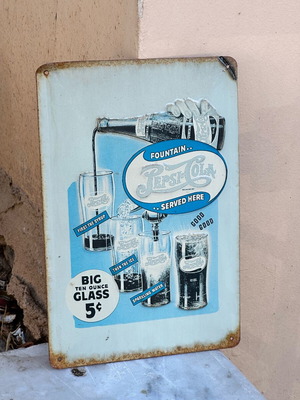 FOUNTAIN..
PEPSI-COLA
..SERVED HERE
FIRST THE SYRUP
THEN THE ICE
SPARKLING WATER
GOOD
GOOD
BIG
TEN OUNCE
GLASS
5¢